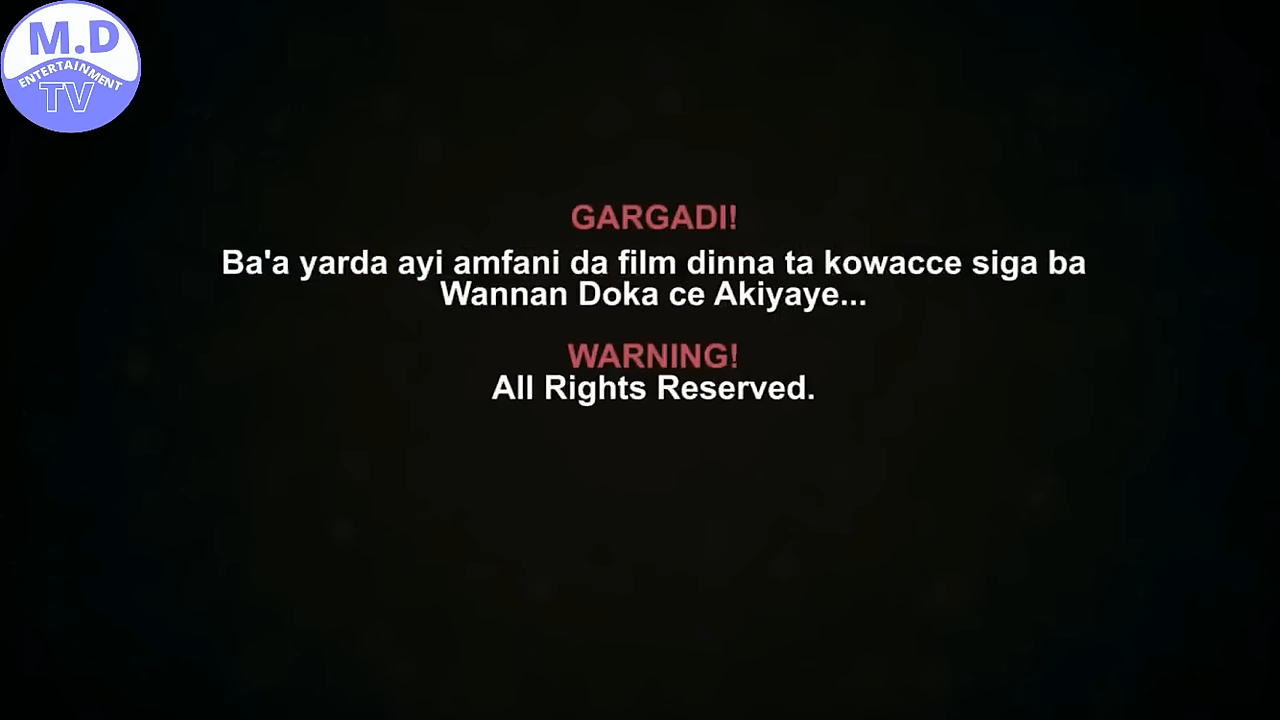 M.D
ENTERTAINMENT
TV
GARGADI!
Ba'a yarda ayi amfani da film dinna ta kowacce siga ba
Wannan Doka ce Akiyaye...
WARNING!
All Rights Reserved.